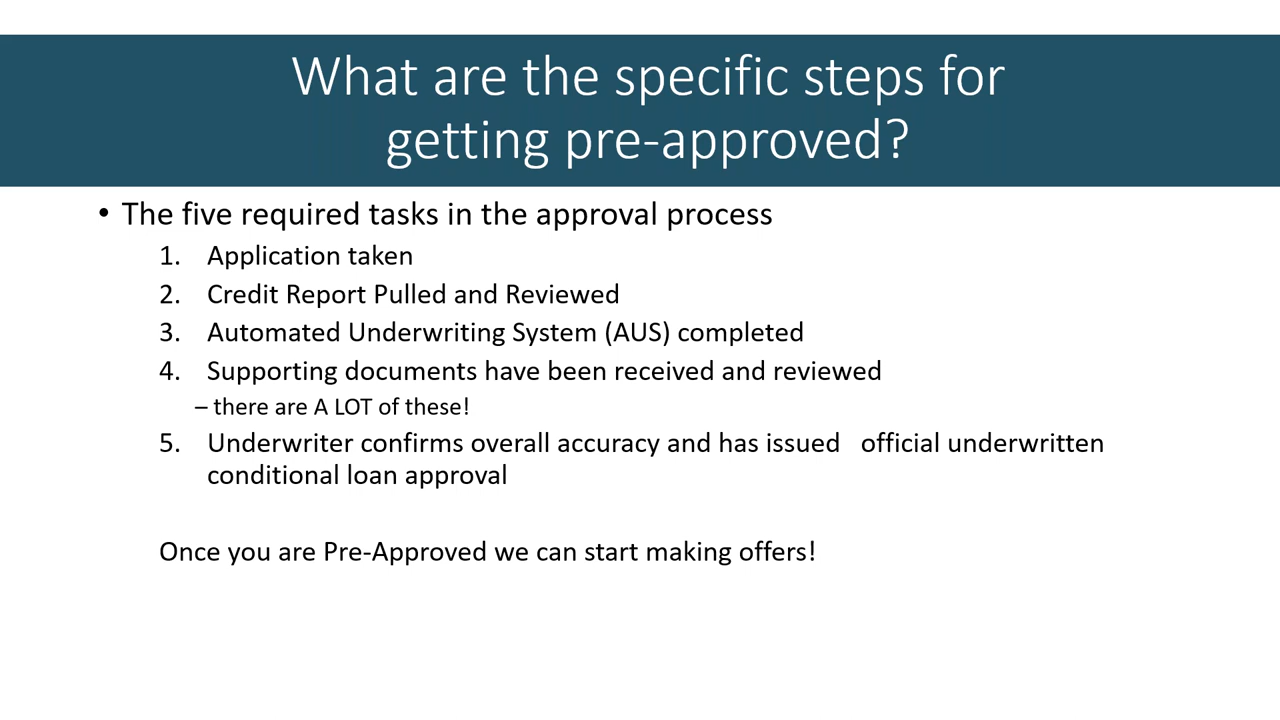 What are the specific steps for
getting pre-approved?
• The five required tasks in the approval process
1. Application taken
2. Credit Report Pulled and Reviewed
3. Automated Underwriting System (AUS) completed
4. Supporting documents have been received and reviewed
– there are A LOT of these!
5. Underwriter confirms overall accuracy and has issued official underwritten
conditional loan approval
Once you are Pre-Approved we can start making offers!